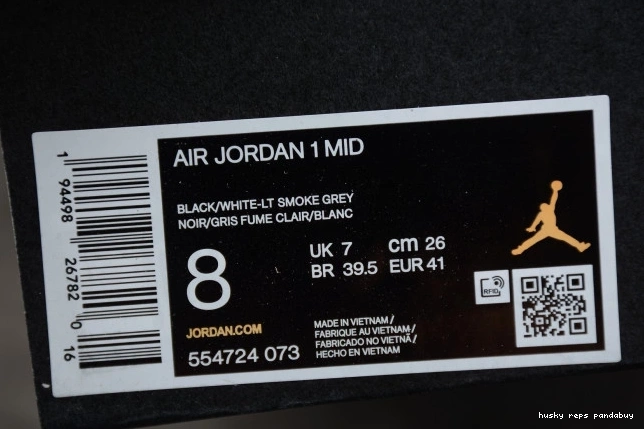 AIR JORDAN 1 MID
BLACK/WHITE-LT SMOKE GREY
NOIR/GRIS FUME CLAIR/BLANC
8
UK 7 cm 26
BR 39.5 EUR 41
JORDAN.COM
554724 073
MADE IN VIETNAM /
FABRIQUE AU VIETNAM/
FABRICADO NO VIETNÃ /
HECHO EN VIETNAM
RFID
1 94498 26782 0 16
husky reps pandabuy